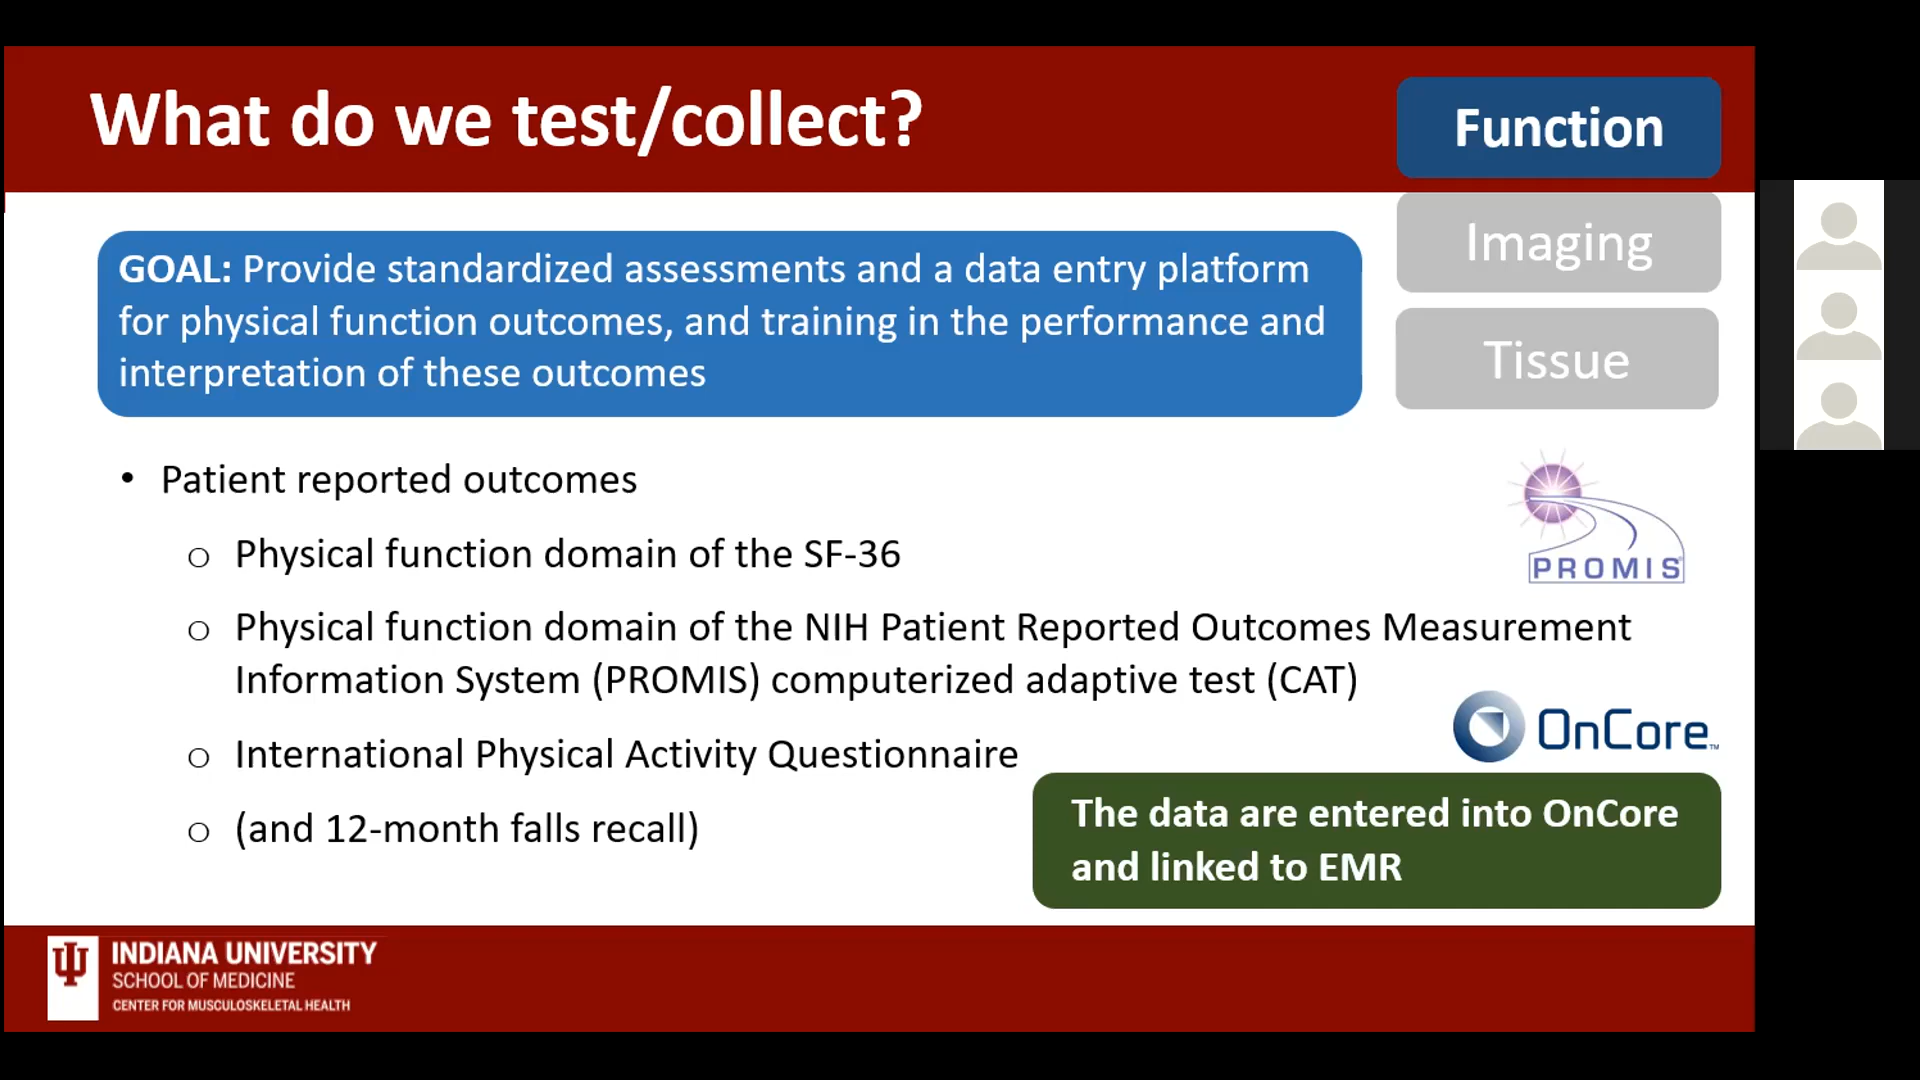 What do we test/collect?
Function
Imaging
Tissue
GOAL: Provide standardized assessments and a data entry platform
for physical function outcomes, and training in the performance and
interpretation of these outcomes
• Patient reported outcomes
o Physical function domain of the SF-36
o Physical function domain of the NIH Patient Reported Outcomes Measurement
Information System (PROMIS) computerized adaptive test (CAT)
o International Physical Activity Questionnaire
o (and 12-month falls recall)
PROMIS
OnCore™
The data are entered into OnCore
and linked to EMR
INDIANA UNIVERSITY
SCHOOL OF MEDICINE
CENTER FOR MUSCULOSKELETAL HEALTH